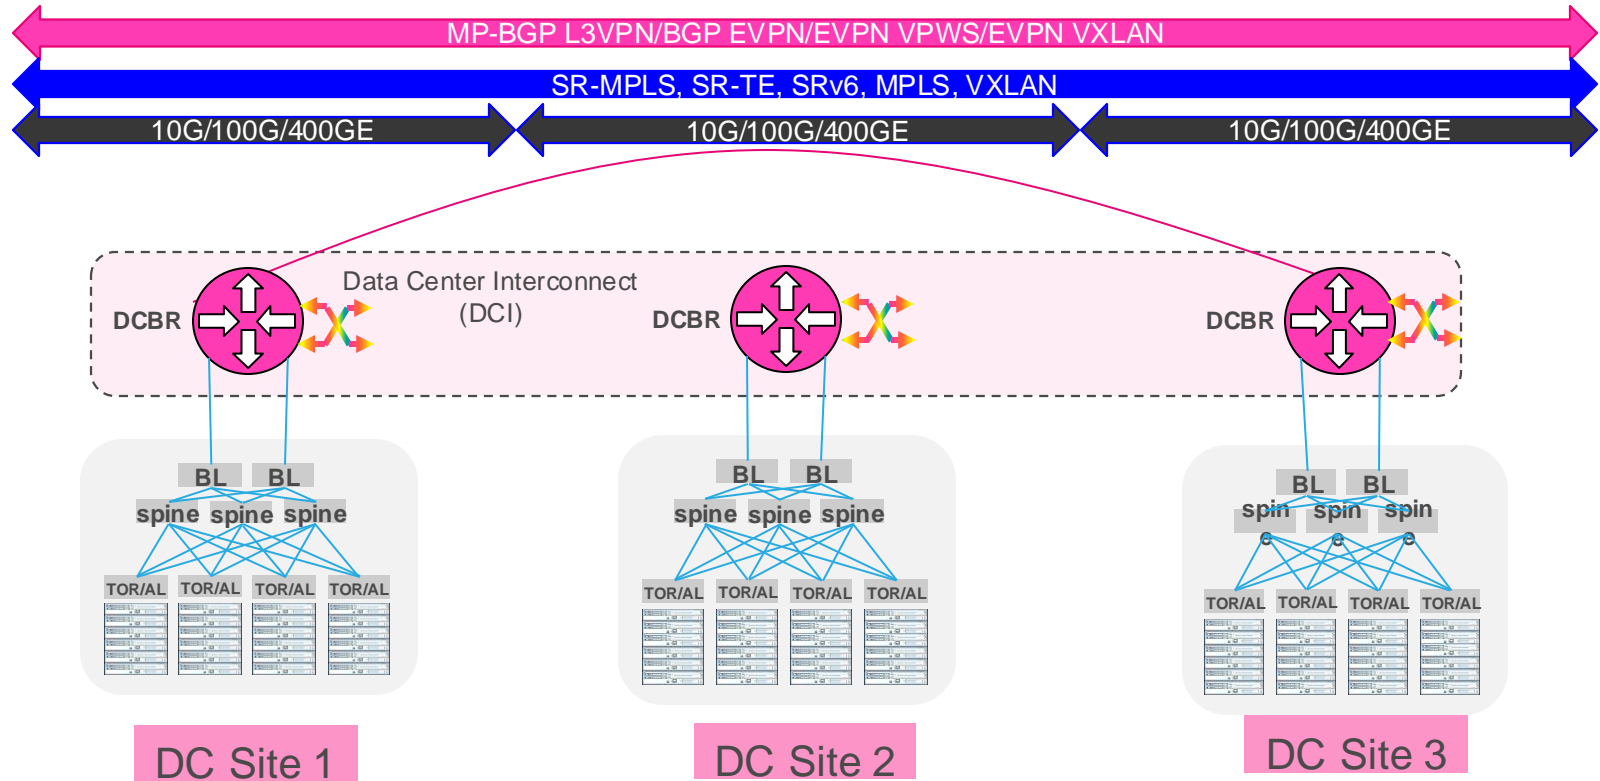 MP-BGP L3VPN/BGP EVPN/EVPN VPWS/EVPN VXLAN
SR-MPLS, SR-TE, SRv6, MPLS, VXLAN
10G/100G/400GE
10G/100G/400GE
10G/100G/400GE
Data Center Interconnect
(DCI)
DCBR
DCBR
DCBR
BL
BL
spine
spine
spine
TOR/AL
TOR/AL
TOR/AL
TOR/AL
DC Site 1
BL
BL
spine
spine
spine
TOR/AL
TOR/AL
TOR/AL
TOR/AL
DC Site 2
BL
BL
spin
e
spin
e
spin
e
TOR/AL
TOR/AL
TOR/AL
TOR/AL
DC Site 3